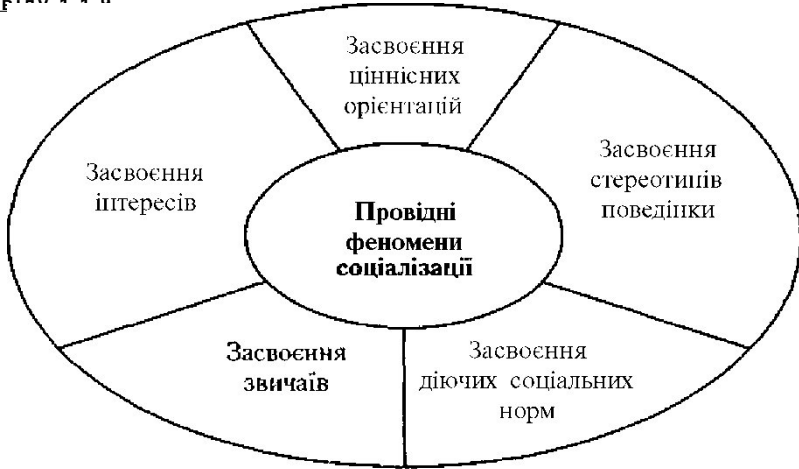 Засвоєння
ціннісних
орієнтацій
Засвоєння
стереотипів
поведінки
Засвоєння
інтересів
Провідні
феномени
соціалізації
Засвоєння
звичаїв
Засвоєння
діючих соціальних
норм